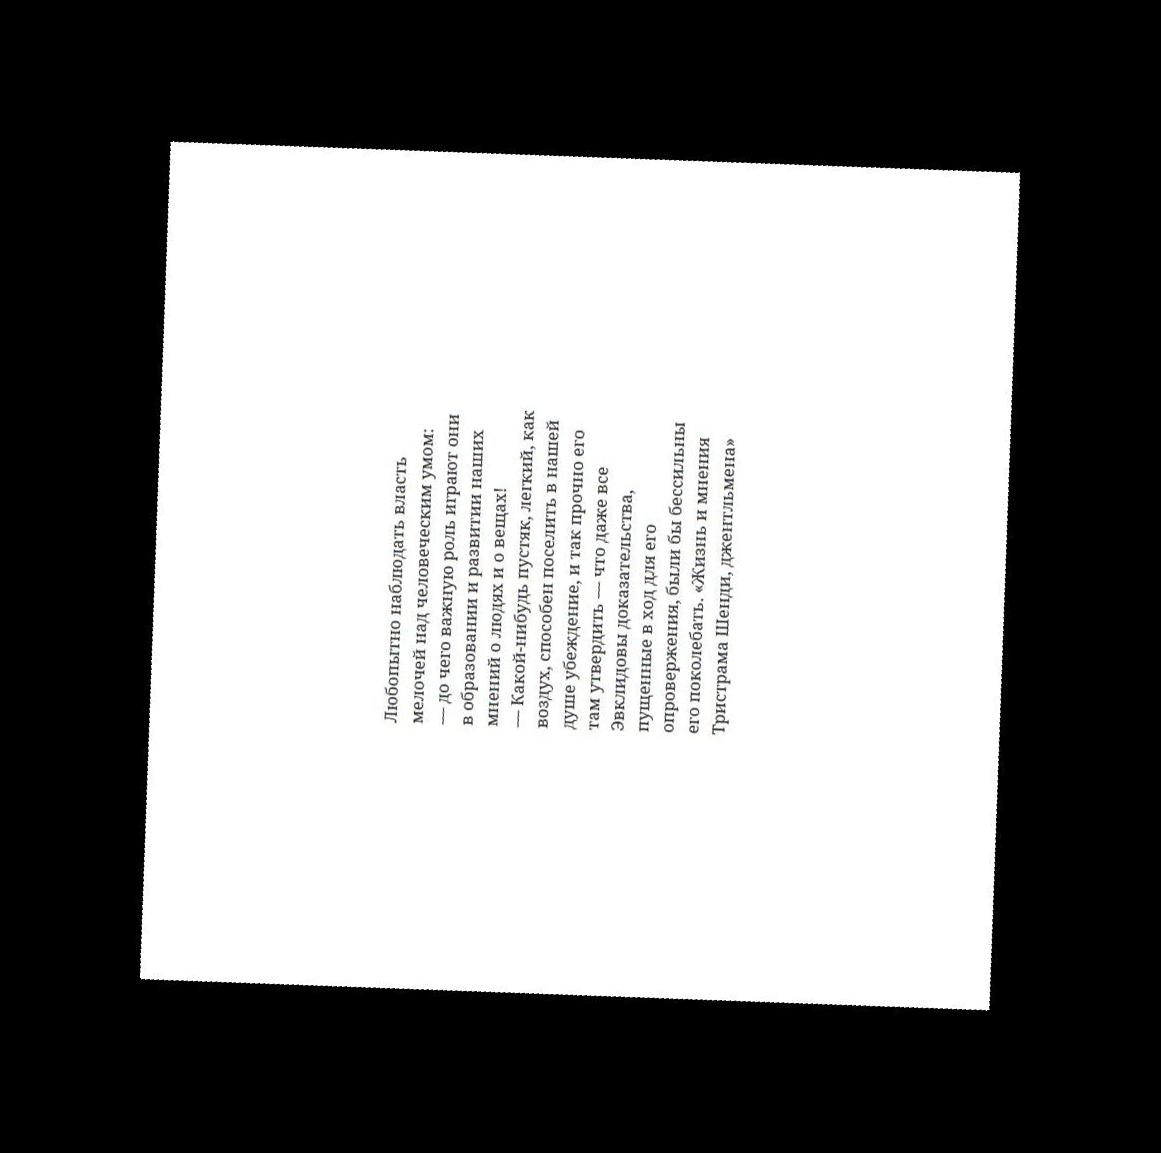 Любопытно наблюдать власть
мелочей над человеческим умом:
— до чего важную роль играют они
в образовании и развитии наших
мнений о людях и о вещах!
— Какой-нибудь пустяк, легкий, как
воздух, способен поселить в нашей
душе убеждение, и так прочно его
там утвердить — что даже все
Эвклидовы доказательства,
пущенные в ход для его
опровержения, были бы бессильны
его поколебать. «Жизнь и мнения
Тристрама Шенди, джентльмена»